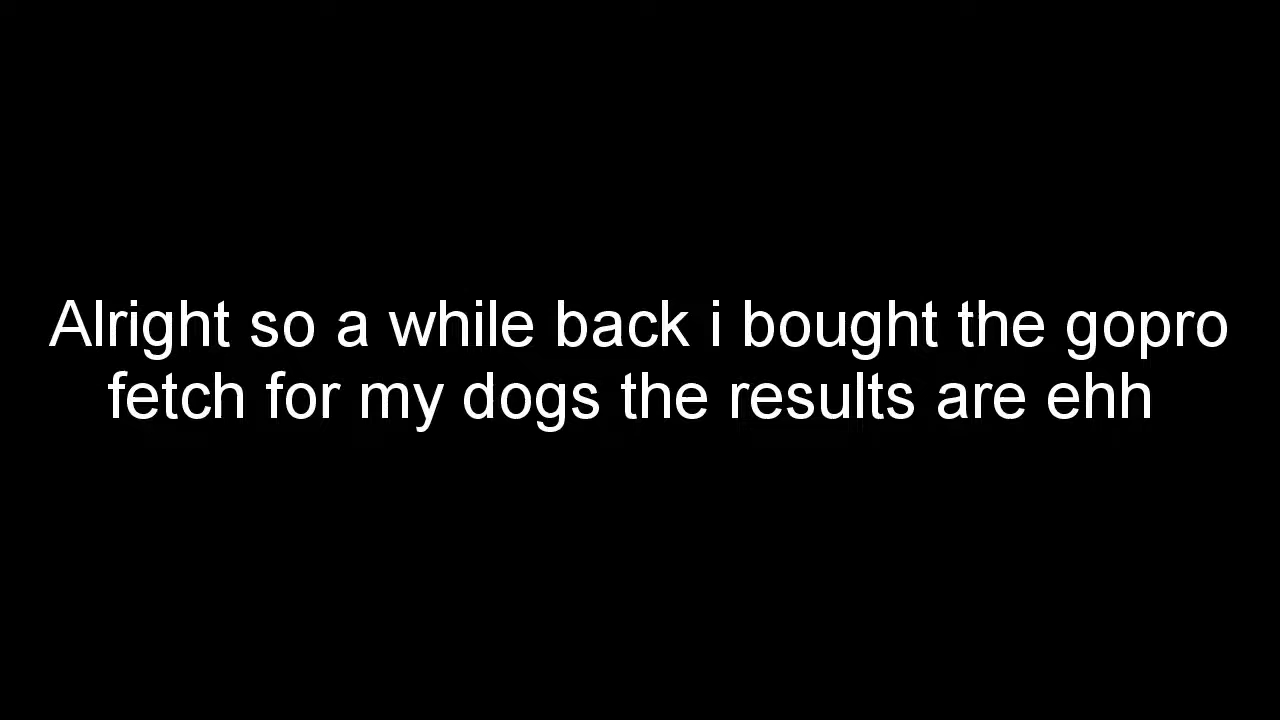 Alright so a while back i bought the gopro
fetch for my dogs the results are ehh